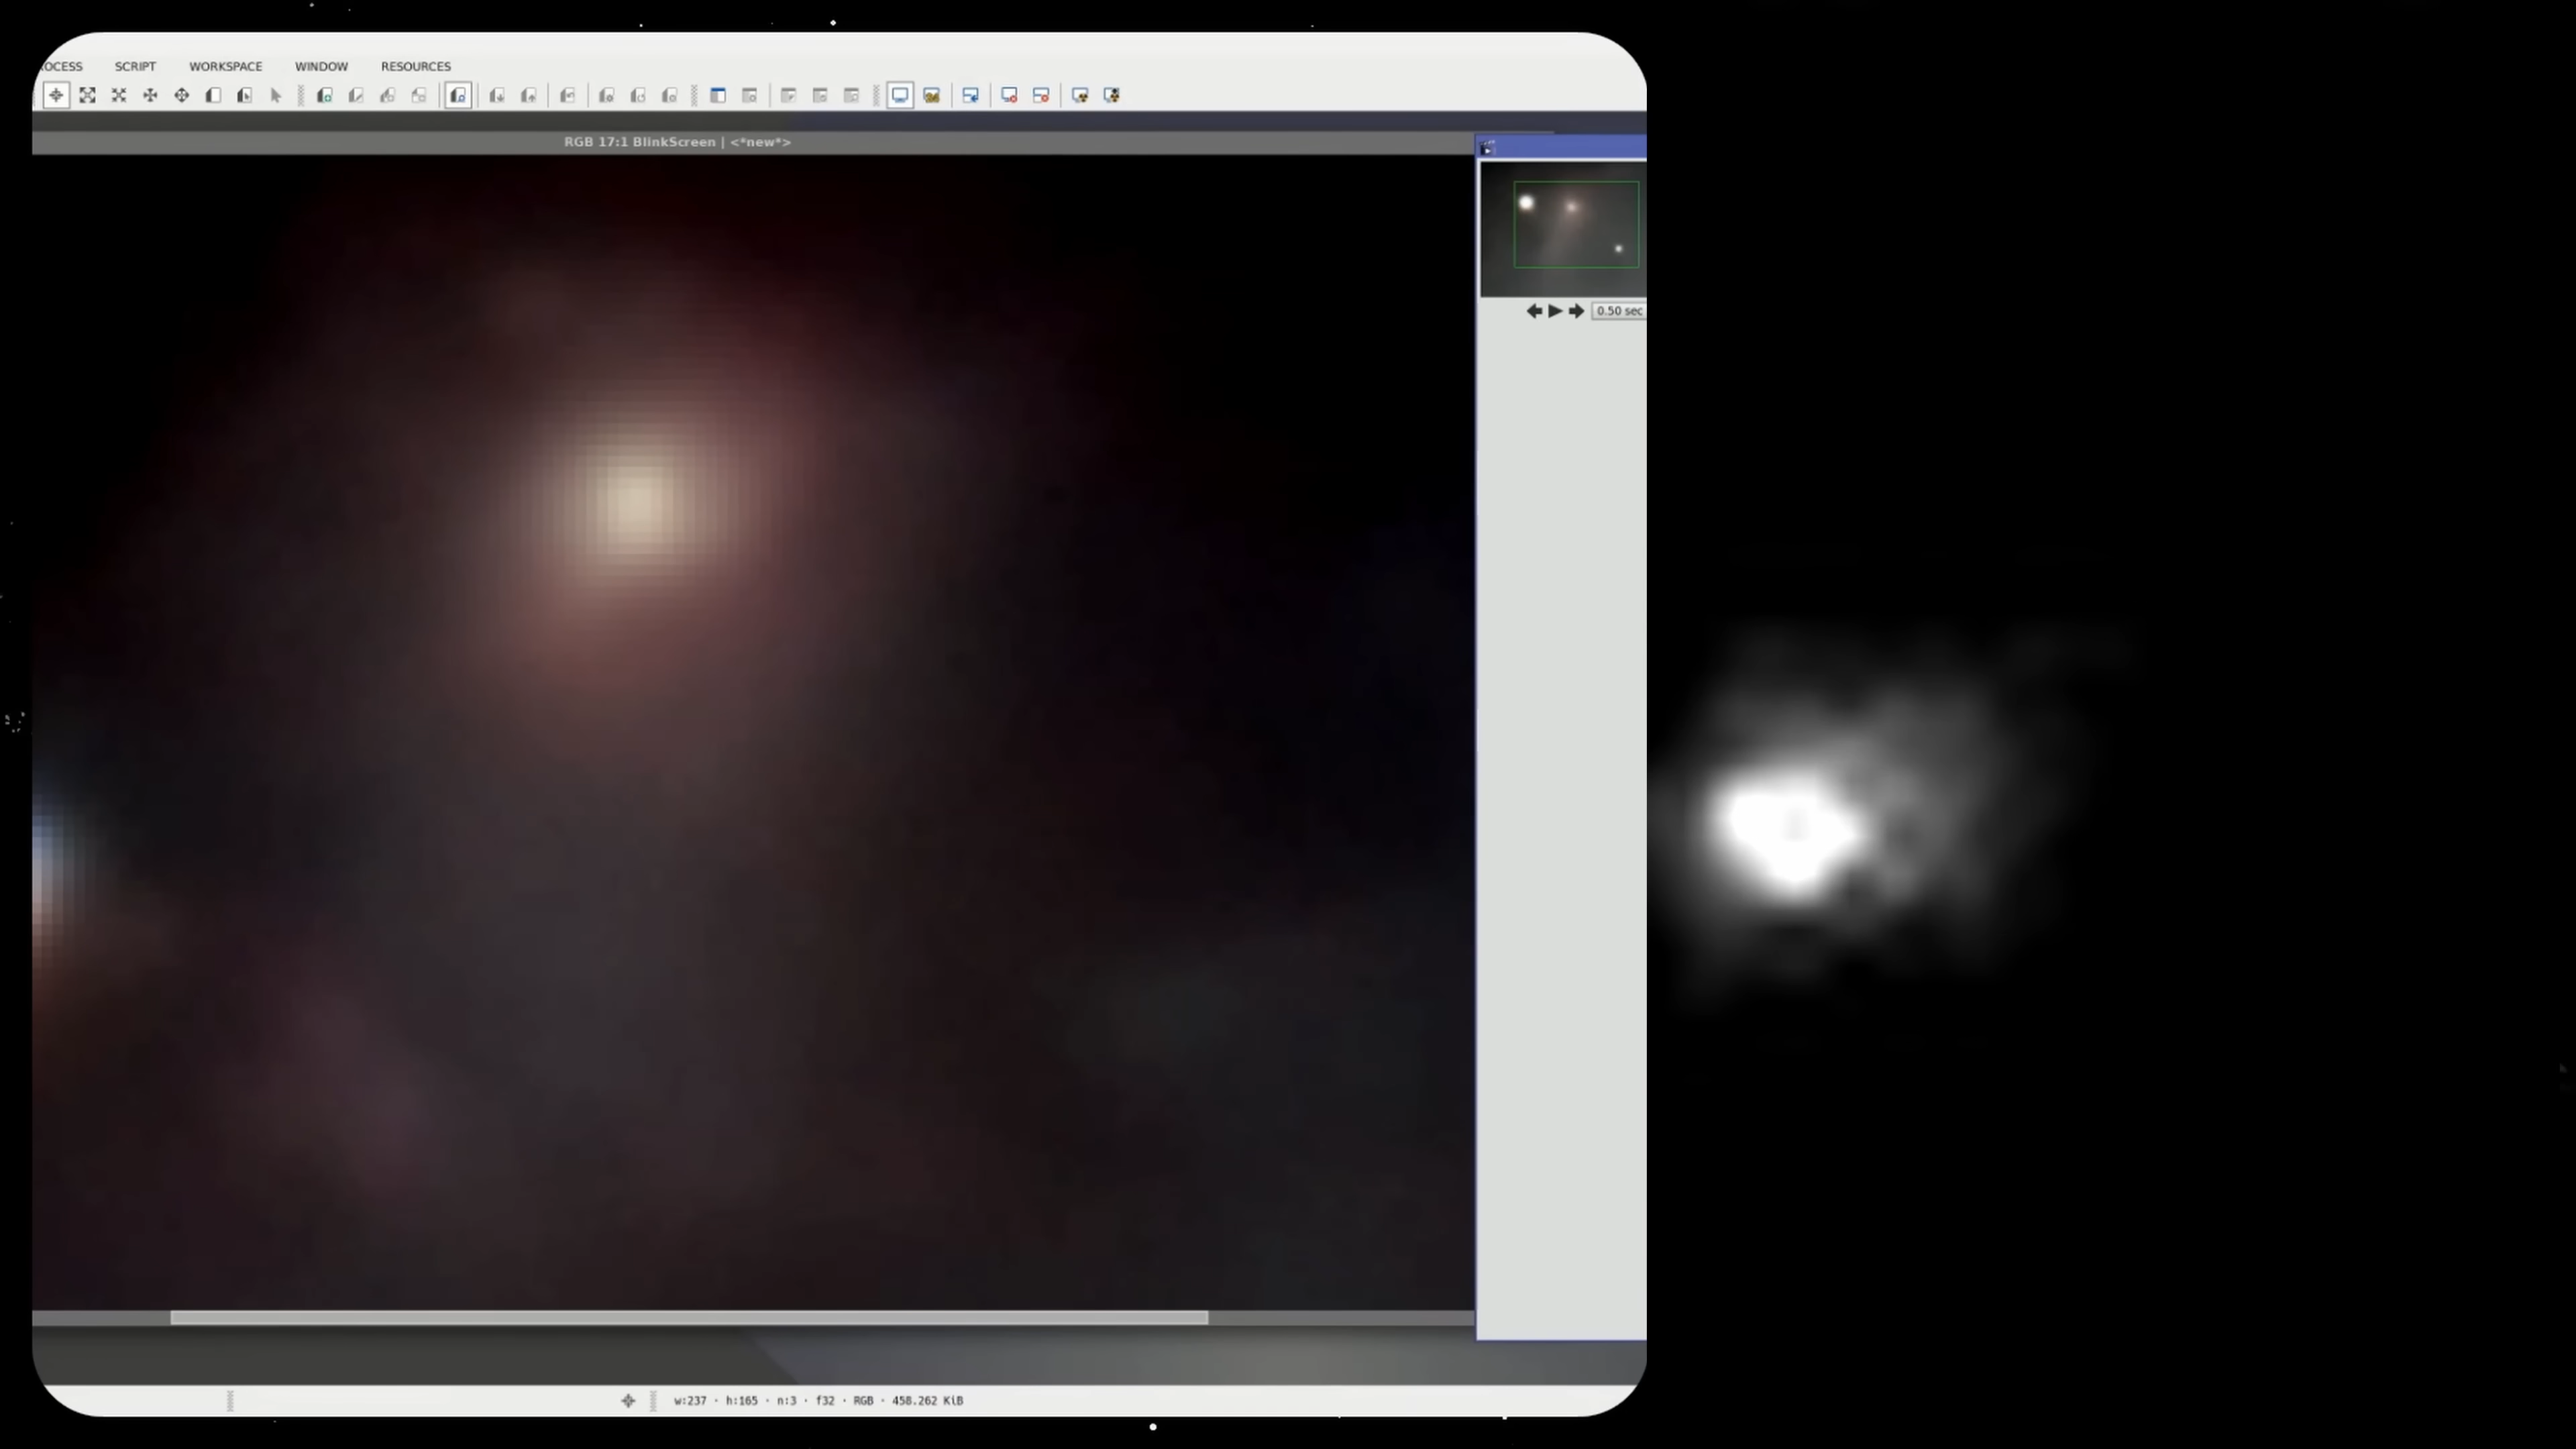 OCESS SCRIPT WORKSPACE WINDOW RESOURCES
RGB 17:1 BlinkScreen | <*new*>
0.50 sec
w:237 · h:165 · n:3 · f32 · RGB · 458.262 KiB